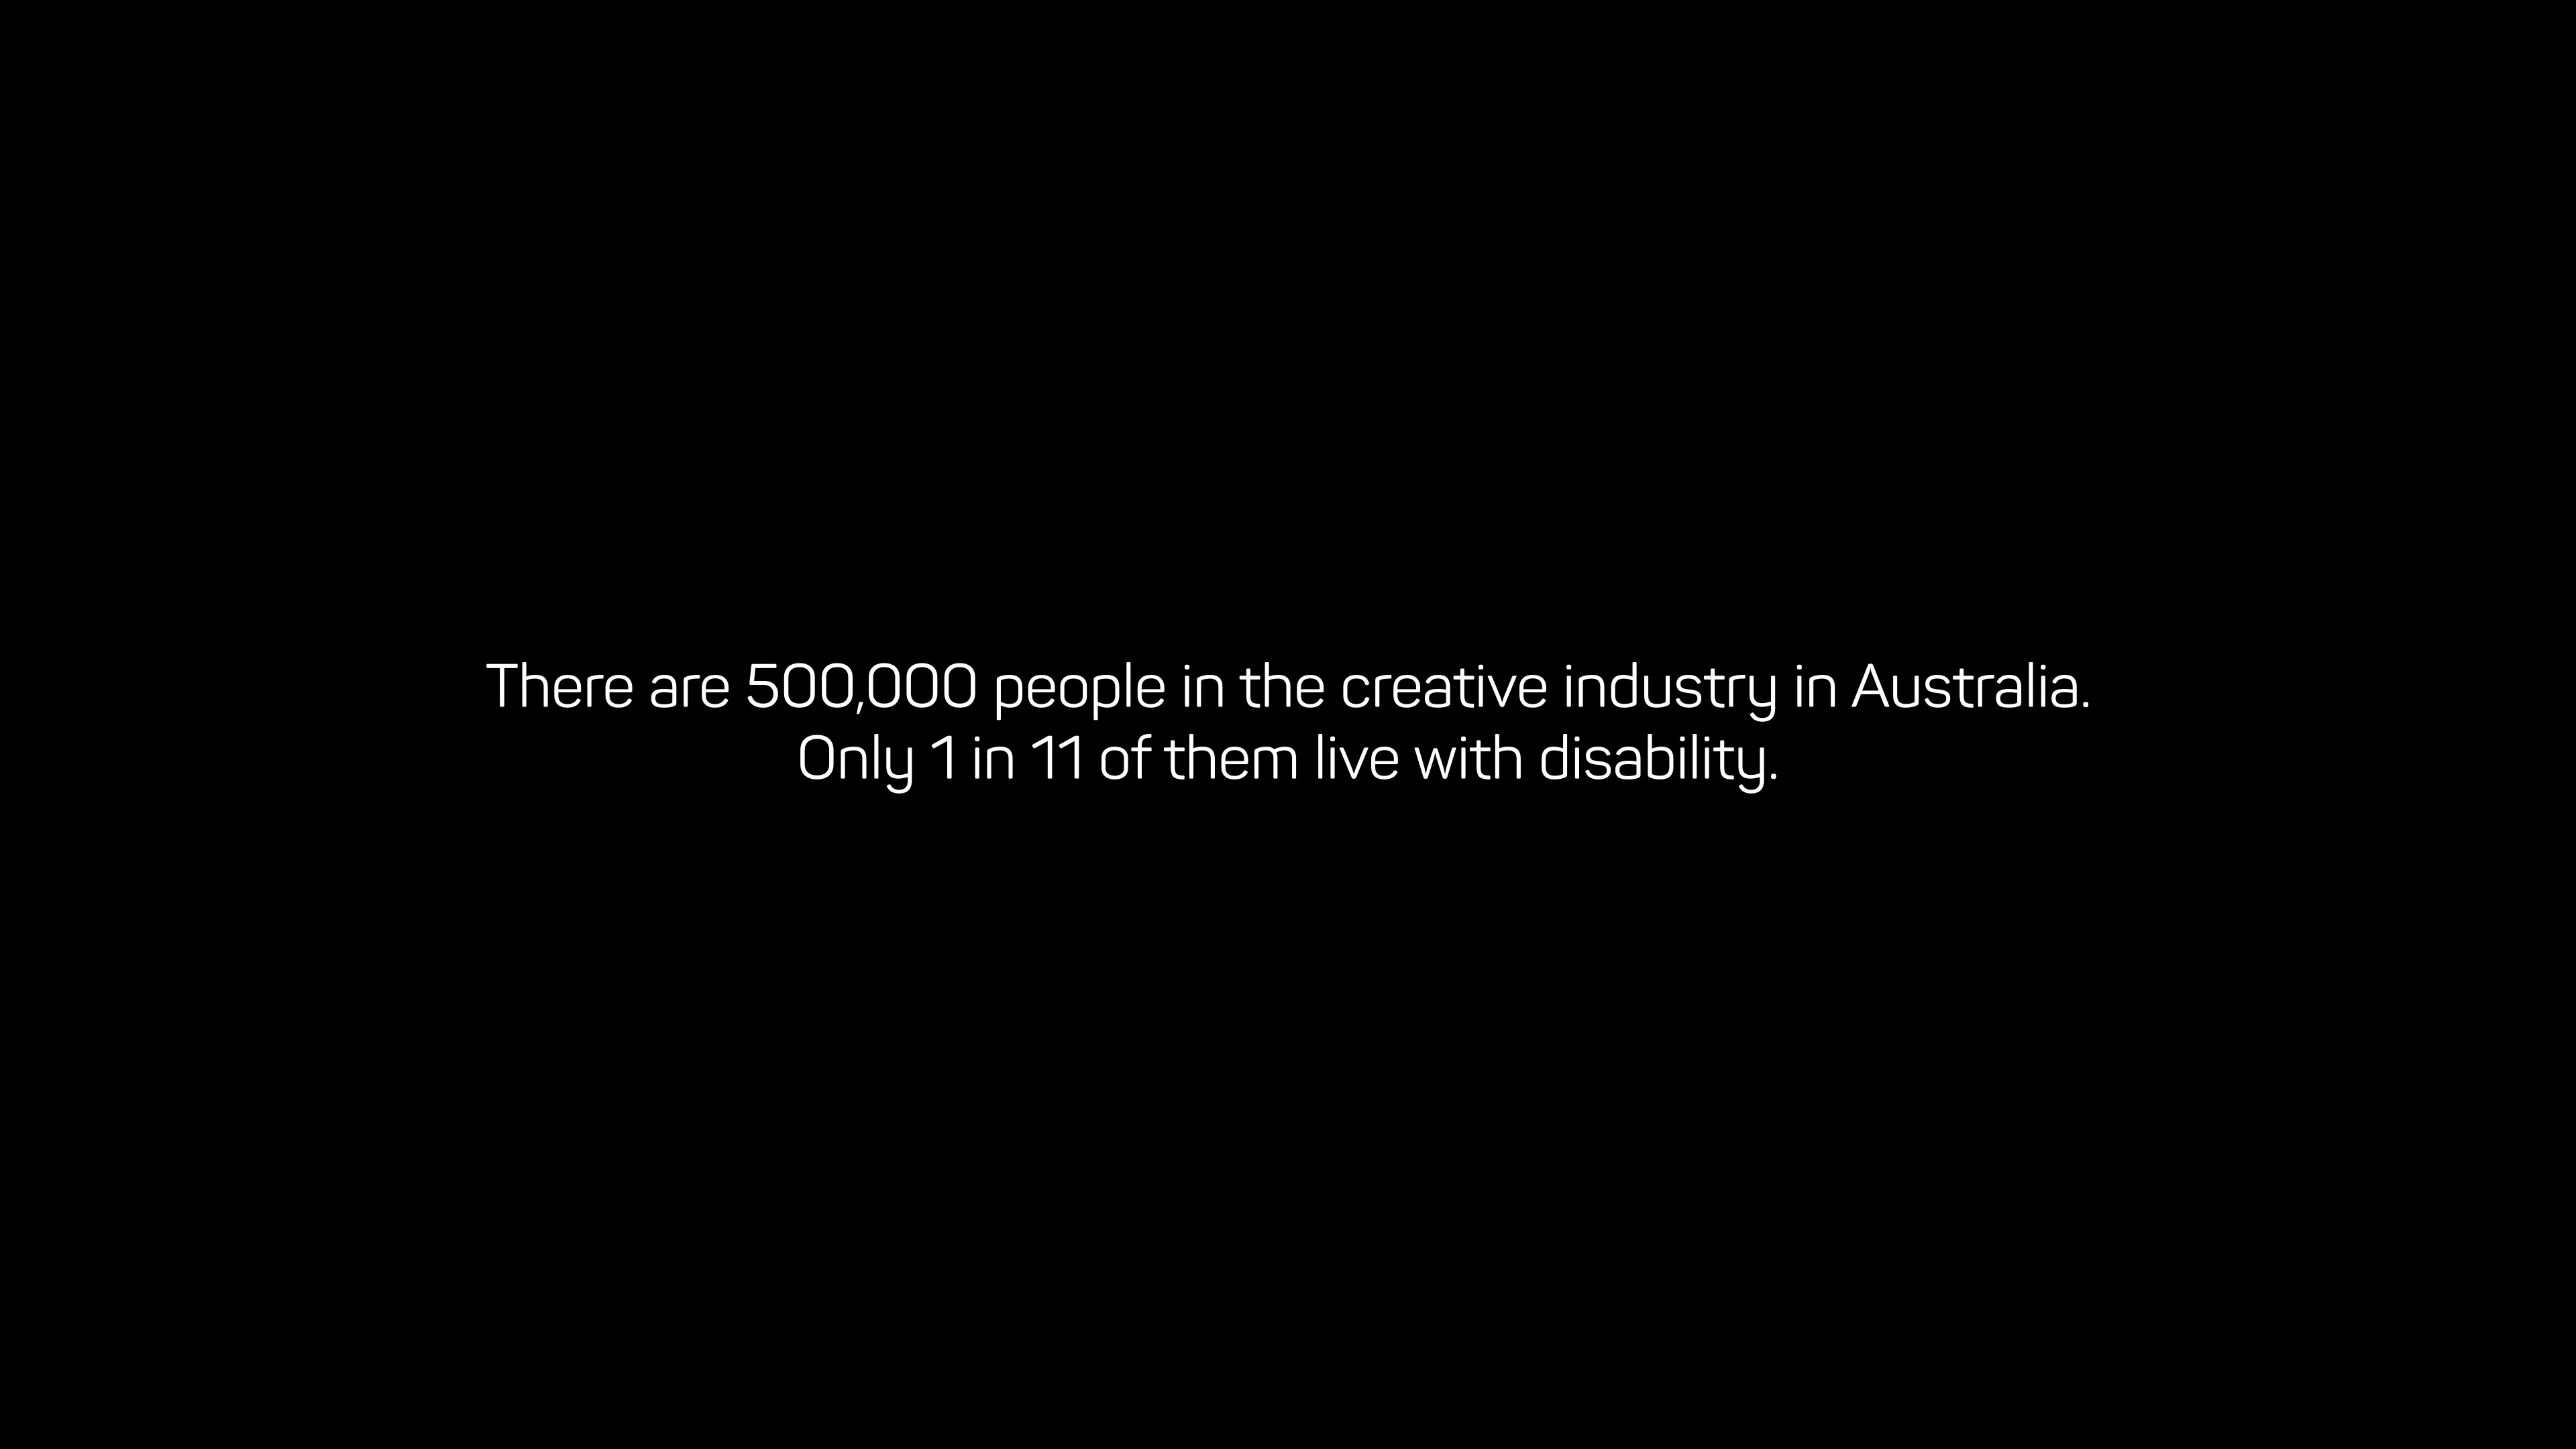 There are 500,000 people in the creative industry in Australia.
Only 1 in 11 of them live with disability.